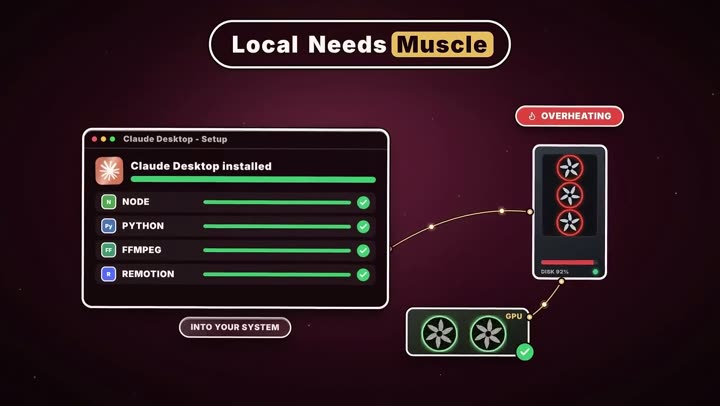 Local Needs Muscle
OVERHEATING
Claude Desktop - Setup
Claude Desktop installed
N NODE
Py PYTHON
FF FFMPEG
R REMOTION
DISK 92%
GPU
INTO YOUR SYSTEM